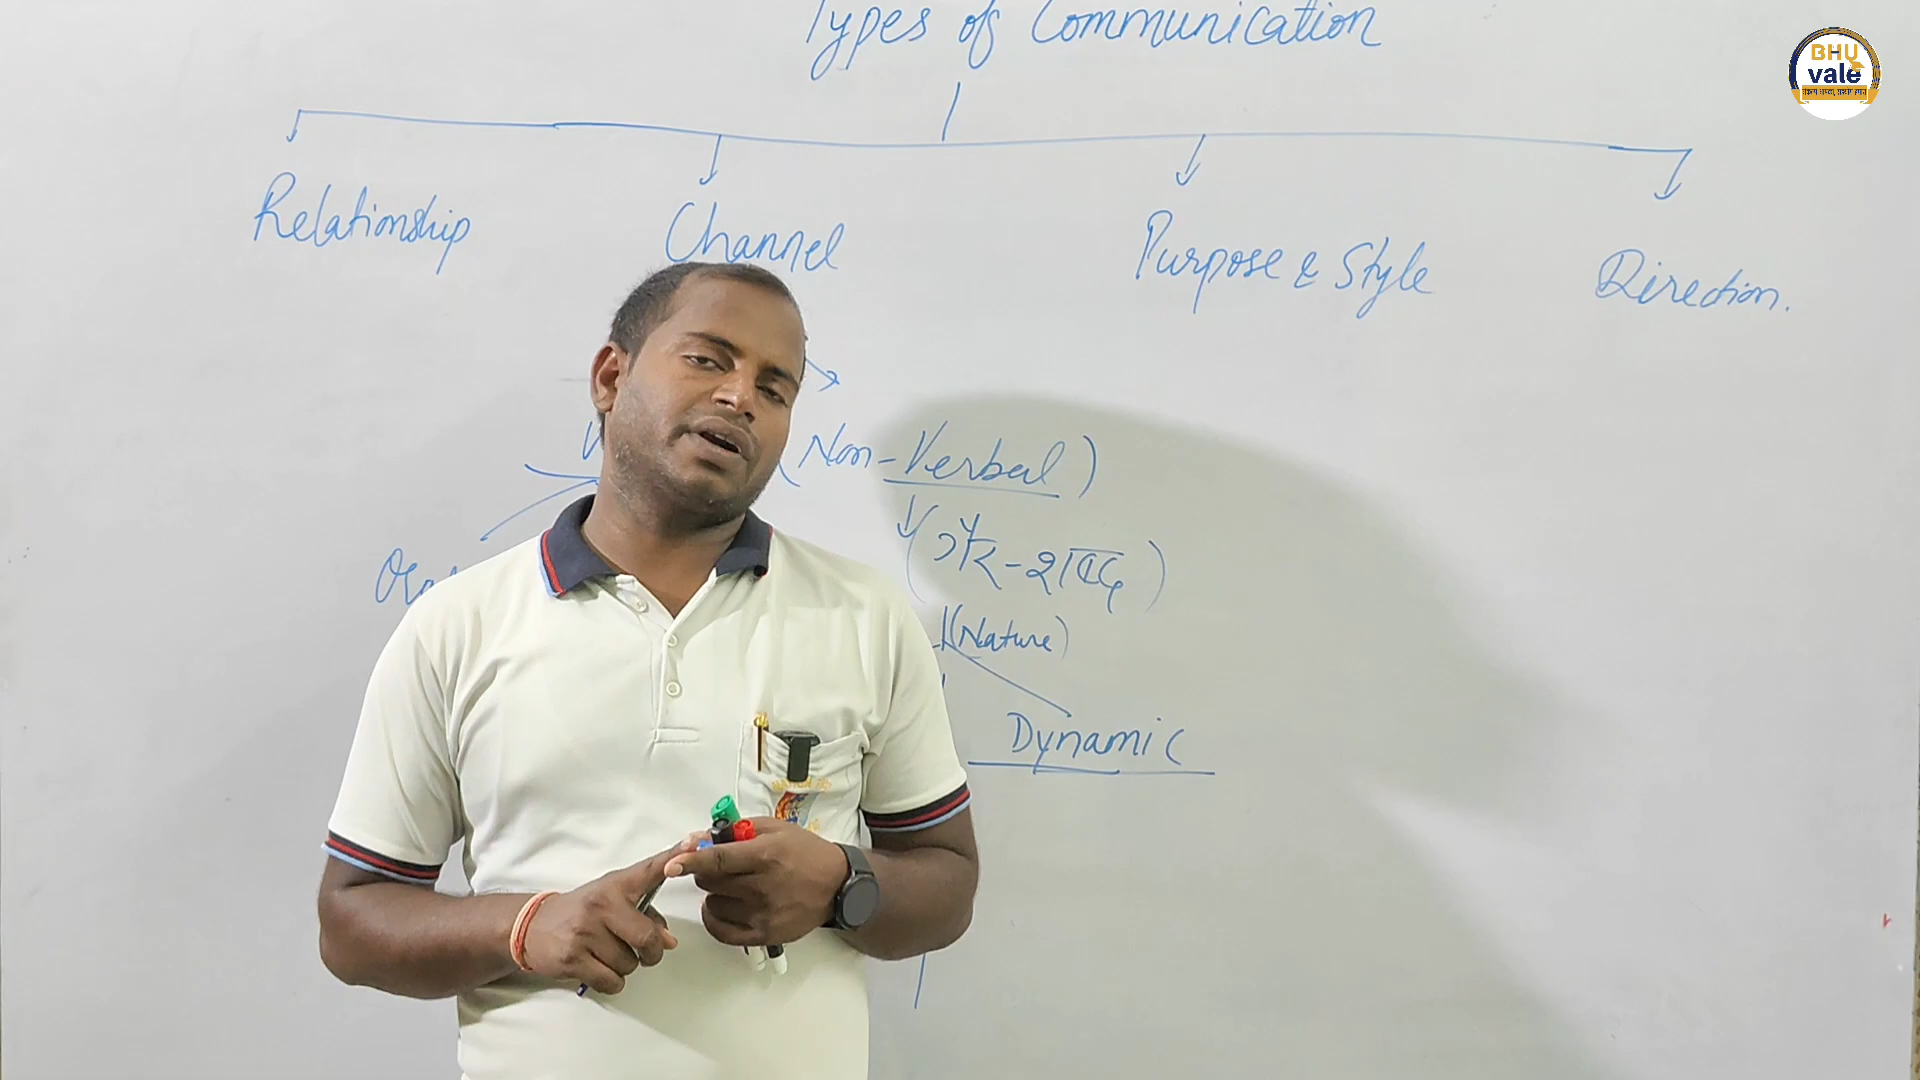 Types of Communication
BHU
vale
Relationship
Channel
Purpose & Style
Direction.
(Non-Verbal)
(गैर-शाब्दि)
(Nature)
Dynamic